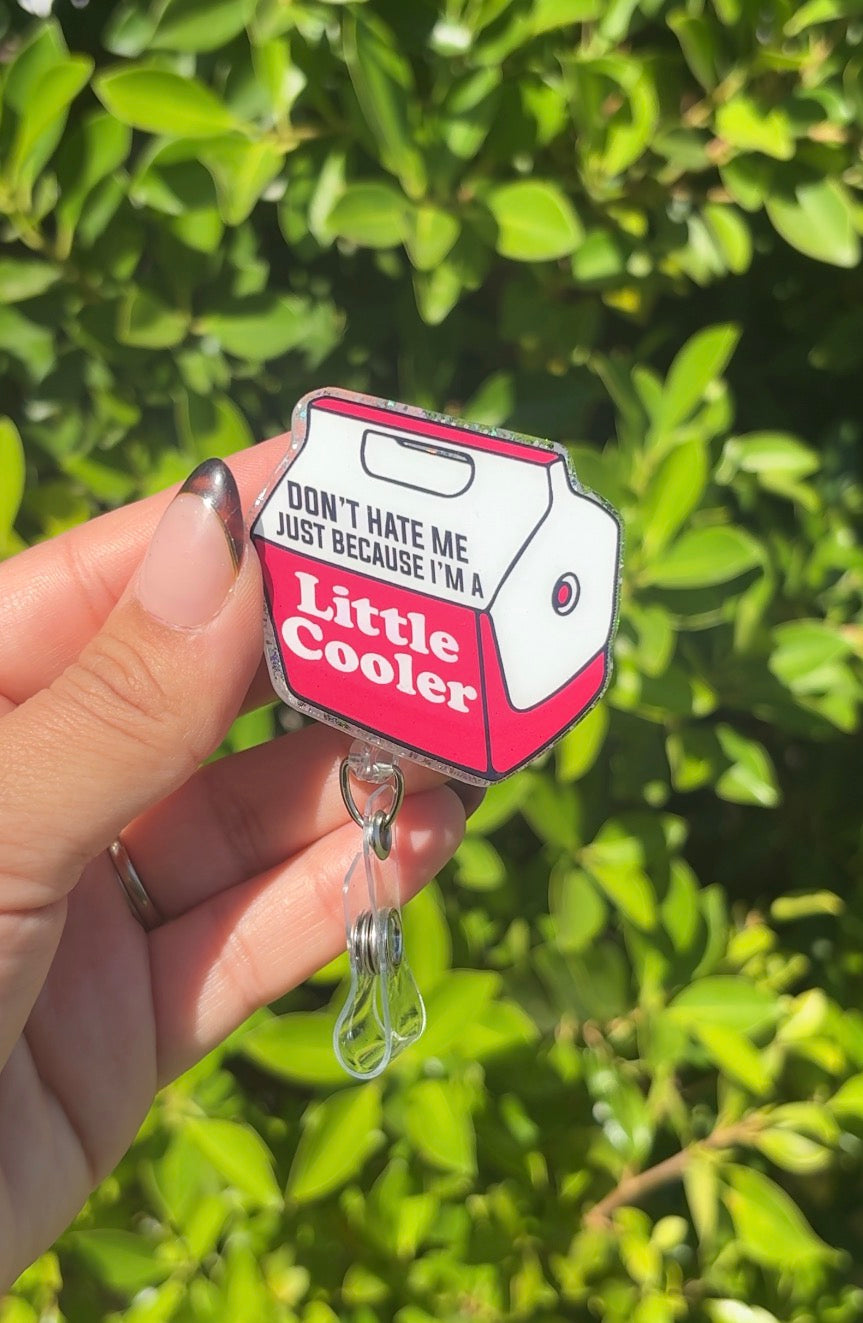 DON'T HATE ME
JUST BECAUSE I'M A
Little
Cooler